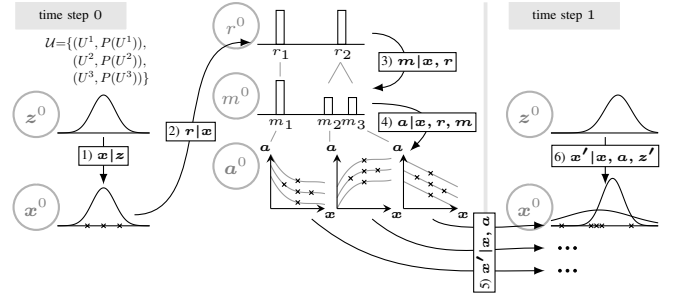 time step 0
𝒰={(U¹, P(U¹)),
(U², P(U²)),
(U³, P(U³))}
z⁰
1) x|z
x⁰
2) r|x
r⁰
r₁ r₂
3) m|x, r
m⁰
m₁ m₂m₃
4) a|x, r, m
a⁰
a a a
x x x
5) x′|x, a
time step 1
z⁰
6) x′|x, a, z′
x⁰
•••
•••